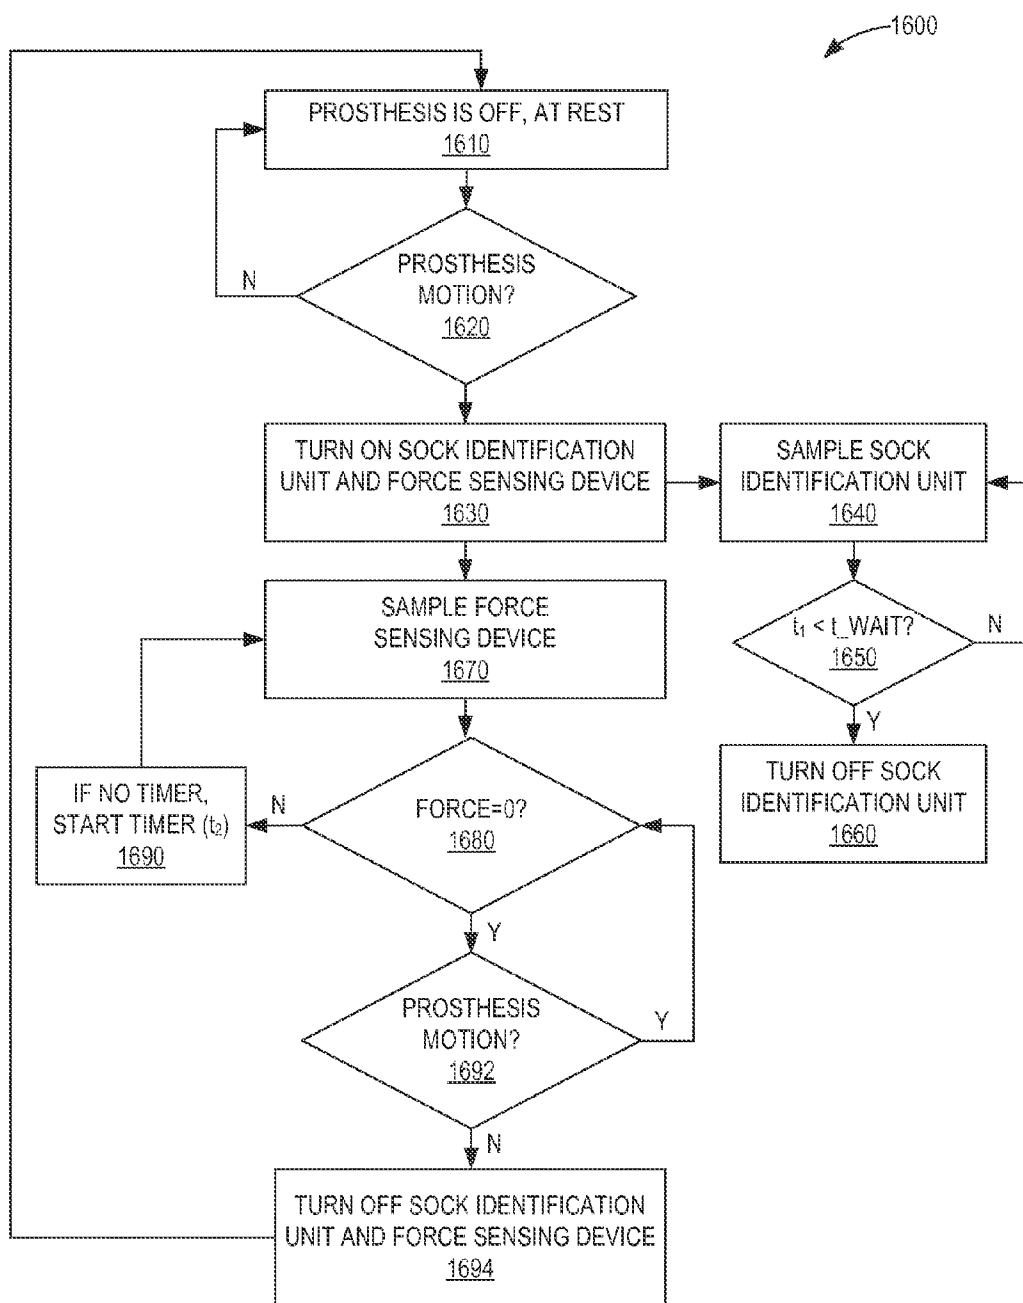 1600
PROSTHESIS IS OFF, AT REST
1610
N
PROSTHESIS
MOTION?
1620
TURN ON SOCK IDENTIFICATION
UNIT AND FORCE SENSING DEVICE
1630
SAMPLE SOCK
IDENTIFICATION UNIT
1640
t₁ < t_WAIT?
1650
N
Y
TURN OFF SOCK
IDENTIFICATION UNIT
1660
SAMPLE FORCE
SENSING DEVICE
1670
FORCE=0?
1680
N
IF NO TIMER,
START TIMER (t₂)
1690
Y
PROSTHESIS
MOTION?
1692
Y
N
TURN OFF SOCK IDENTIFICATION
UNIT AND FORCE SENSING DEVICE
1694